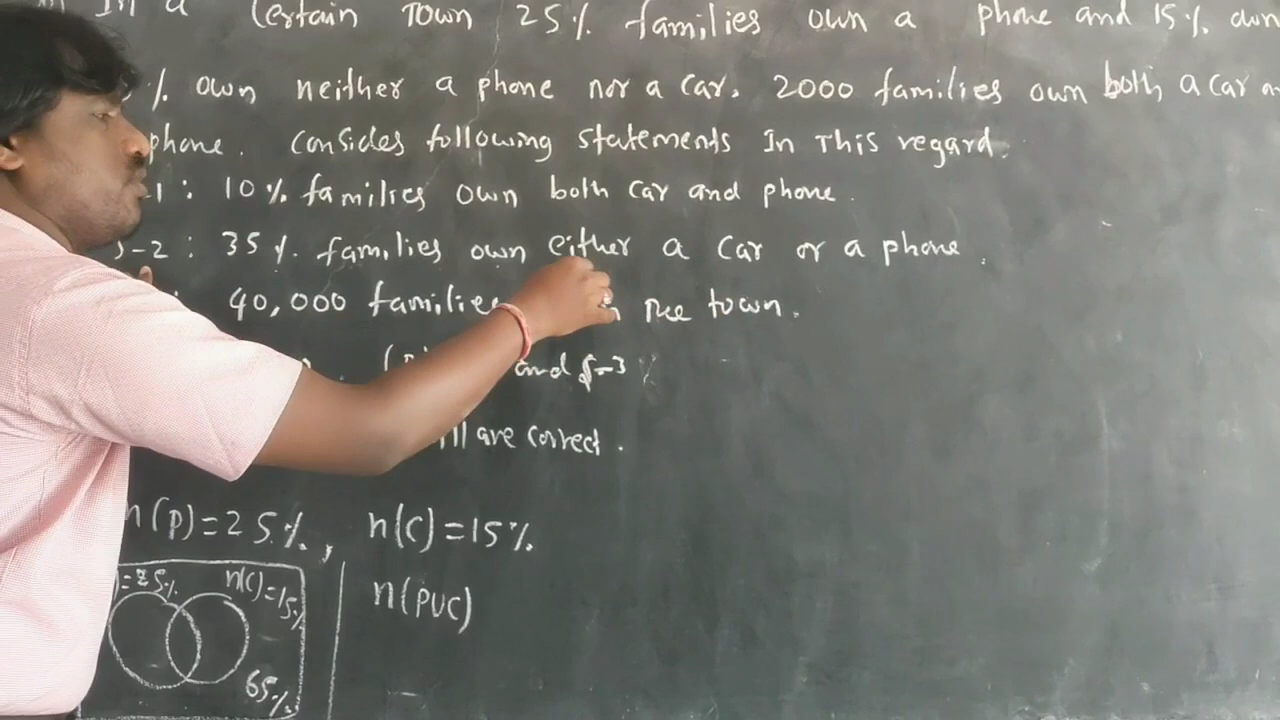 In a Certain Town 25% families own a phone and 15% own
% own neither a phone nor a car. 2000 families own both a car
phone. Consides following statements In This regard.
-1: 10% families own both car and phone.
S-2: 35% families own either a car or a phone.
: 40,000 families The town.
and S-3
All are correct.
n(P)=25%, n(C)=15%
=25% n(C)=15%
n(PUC)
65%